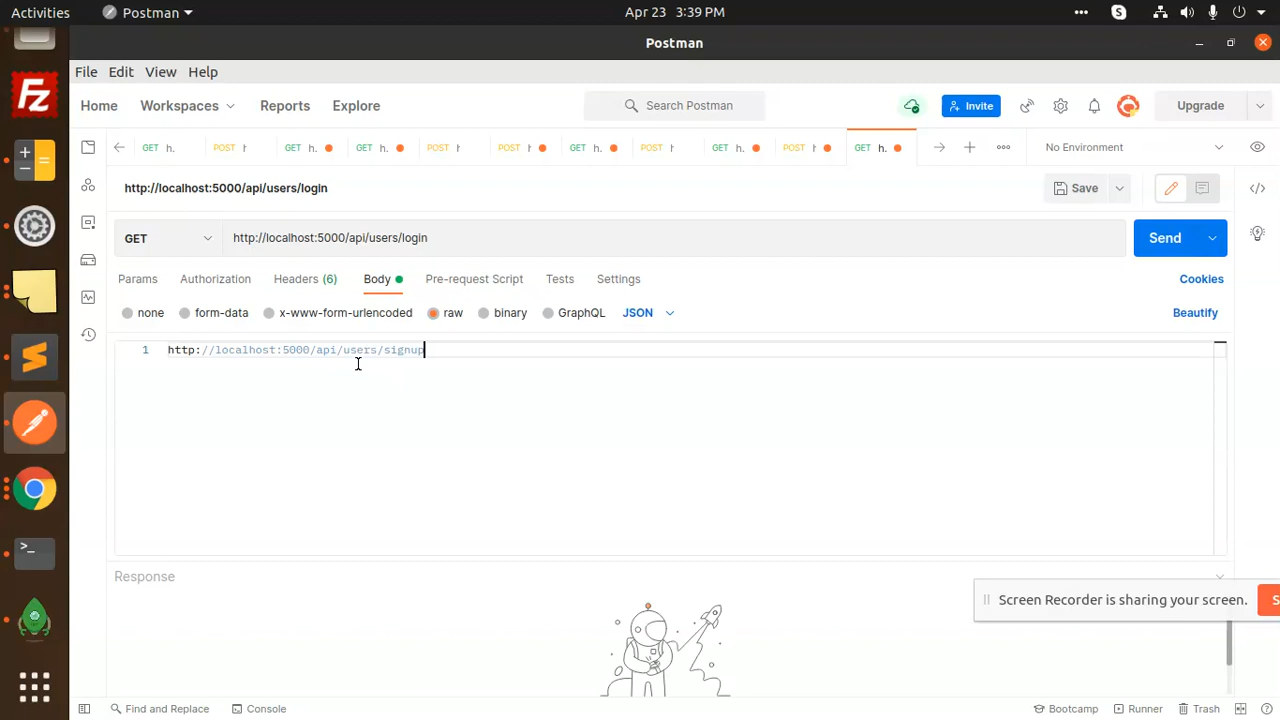 Activities Postman Apr 23 3:39 PM
Postman
File Edit View Help
Home Workspaces Reports Explore Search Postman Invite Upgrade
GET h. POST h GET h. GET h. POST h POST h GET h. POST h GET h. POST h GET h. No Environment
http://localhost:5000/api/users/login Save
GET http://localhost:5000/api/users/login Send
Params Authorization Headers (6) Body Pre-request Script Tests Settings Cookies
none form-data x-www-form-urlencoded raw binary GraphQL JSON Beautify
1 http://localhost:5000/api/users/signup
Response
Screen Recorder is sharing your screen. S
Find and Replace Console Bootcamp Runner Trash